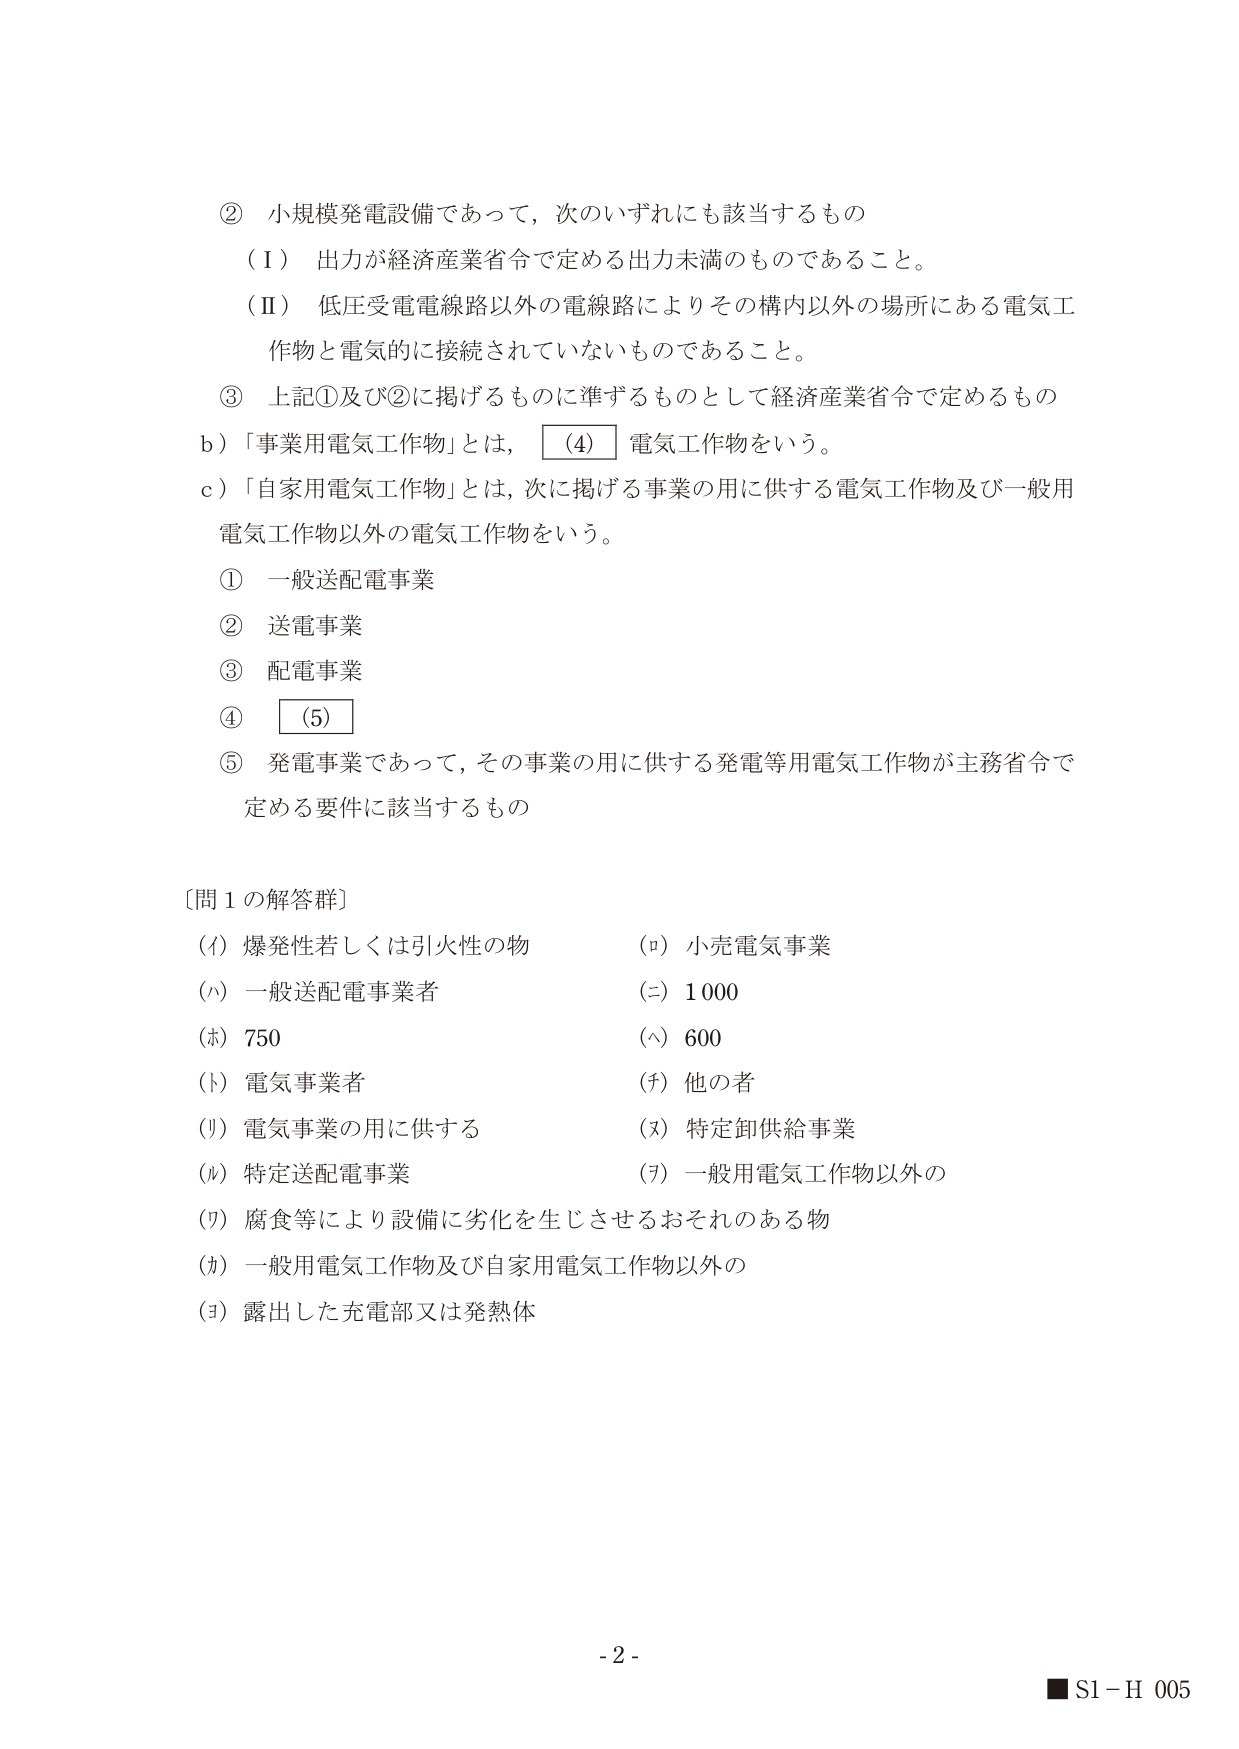 ② 小規模発電設備であって，次のいずれにも該当するもの
（Ⅰ） 出力が経済産業省令で定める出力未満のものであること。
（Ⅱ） 低圧受電電線路以外の電線路によりその構内以外の場所にある電気工
作物と電気的に接続されていないものであること。
③ 上記①及び②に掲げるものに準ずるものとして経済産業省令で定めるもの
b）「事業用電気工作物」とは， (4) 電気工作物をいう。
c）「自家用電気工作物」とは，次に掲げる事業の用に供する電気工作物及び一般用
電気工作物以外の電気工作物をいう。
① 一般送配電事業
② 送電事業
③ 配電事業
④ (5)
⑤ 発電事業であって，その事業の用に供する発電等用電気工作物が主務省令で
定める要件に該当するもの
〔問１の解答群〕
(ｲ) 爆発性若しくは引火性の物 (ﾛ) 小売電気事業
(ﾊ) 一般送配電事業者 (ﾆ) 1 000
(ﾎ) 750 (ﾍ) 600
(ﾄ) 電気事業者 (ﾁ) 他の者
(ﾘ) 電気事業の用に供する (ﾇ) 特定卸供給事業
(ﾙ) 特定送配電事業 (ｦ) 一般用電気工作物以外の
(ﾜ) 腐食等により設備に劣化を生じさせるおそれのある物
(ｶ) 一般用電気工作物及び自家用電気工作物以外の
(ﾖ) 露出した充電部又は発熱体
- 2 -
■ S1－H 005